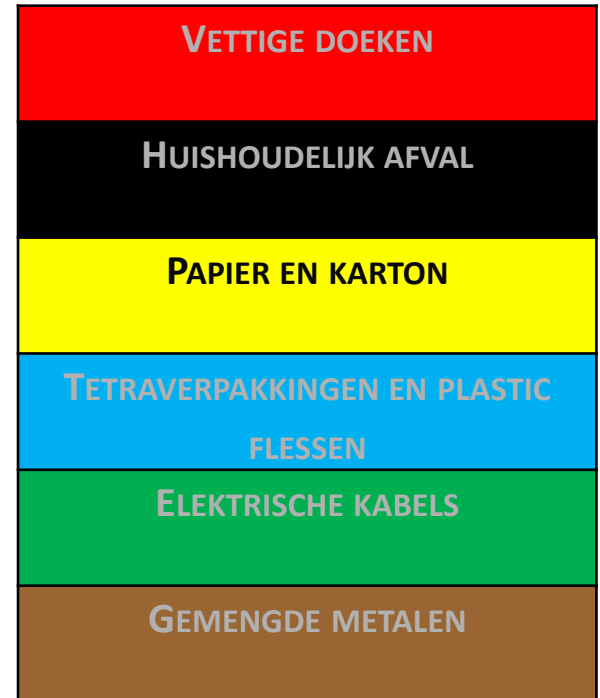 Vettige doeken
Huishoudelijk afval
Papier en karton
Tetraverpakkingen en plastic
flessen
Elektrische kabels
Gemengde metalen